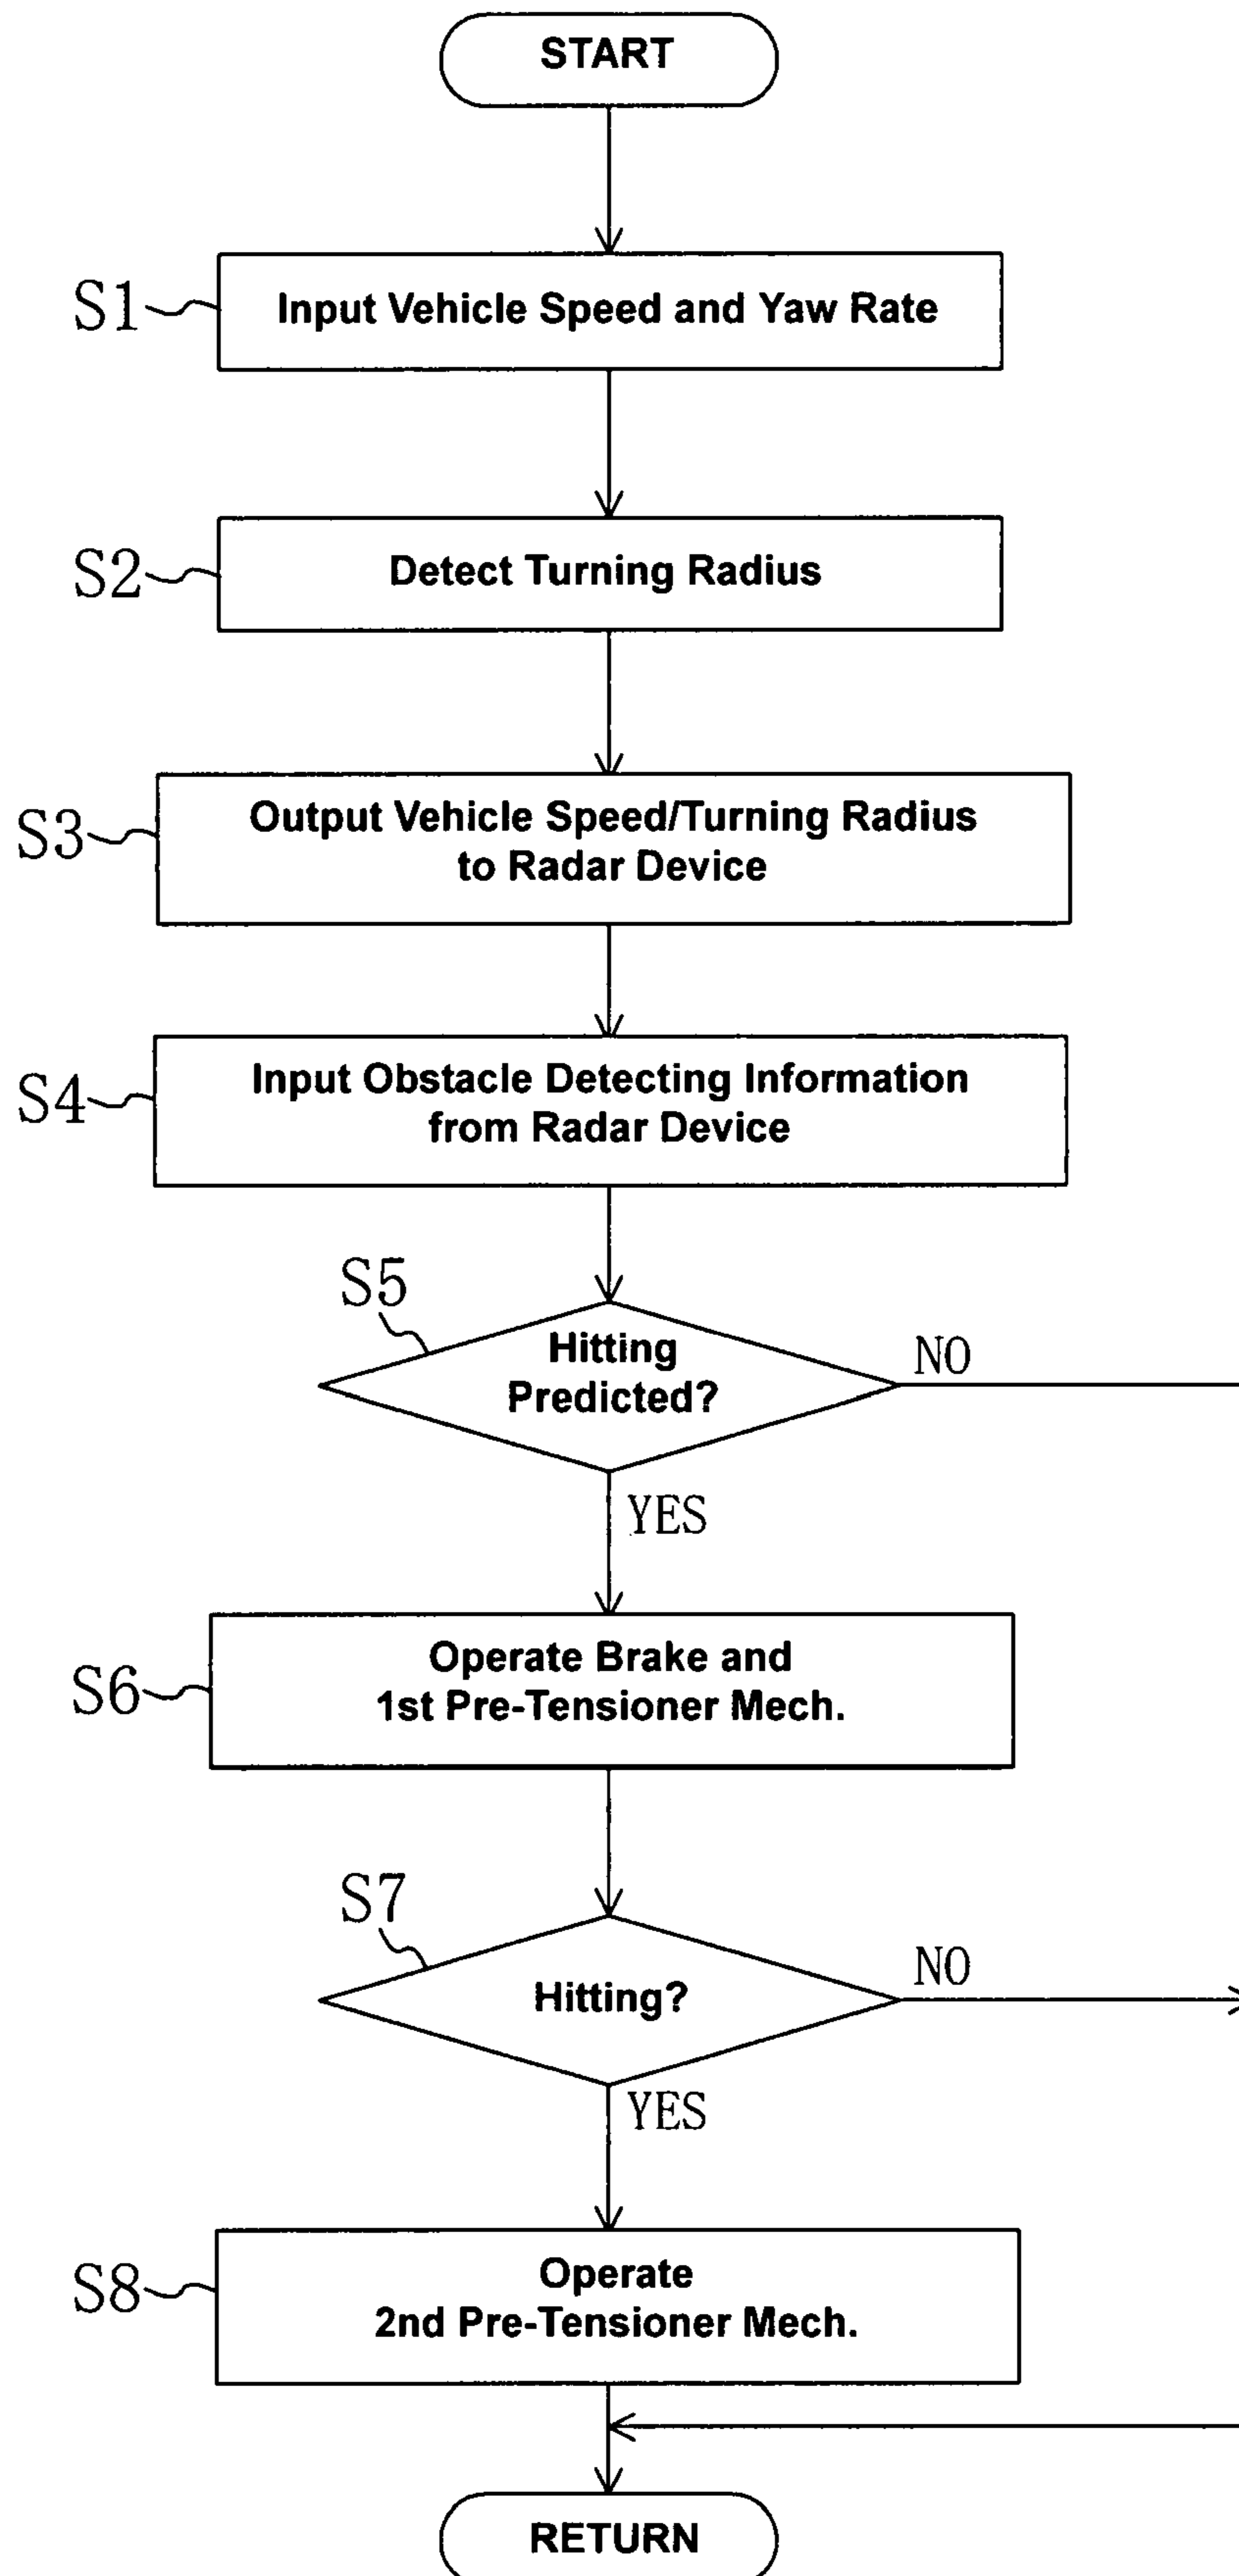 START
S1
Input Vehicle Speed and Yaw Rate
S2
Detect Turning Radius
S3
Output Vehicle Speed/Turning Radius
to Radar Device
S4
Input Obstacle Detecting Information
from Radar Device
S5
Hitting
Predicted?
NO
YES
S6
Operate Brake and
1st Pre-Tensioner Mech.
S7
Hitting?
NO
YES
S8
Operate
2nd Pre-Tensioner Mech.
RETURN